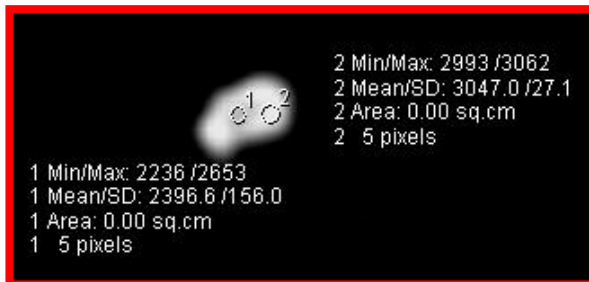 1
2
2 Min/Max: 2993 /3062
2 Mean/SD: 3047.0 /27.1
2 Area: 0.00 sq.cm
2 5 pixels
1 Min/Max: 2236 /2653
1 Mean/SD: 2396.6 /156.0
1 Area: 0.00 sq.cm
1 5 pixels